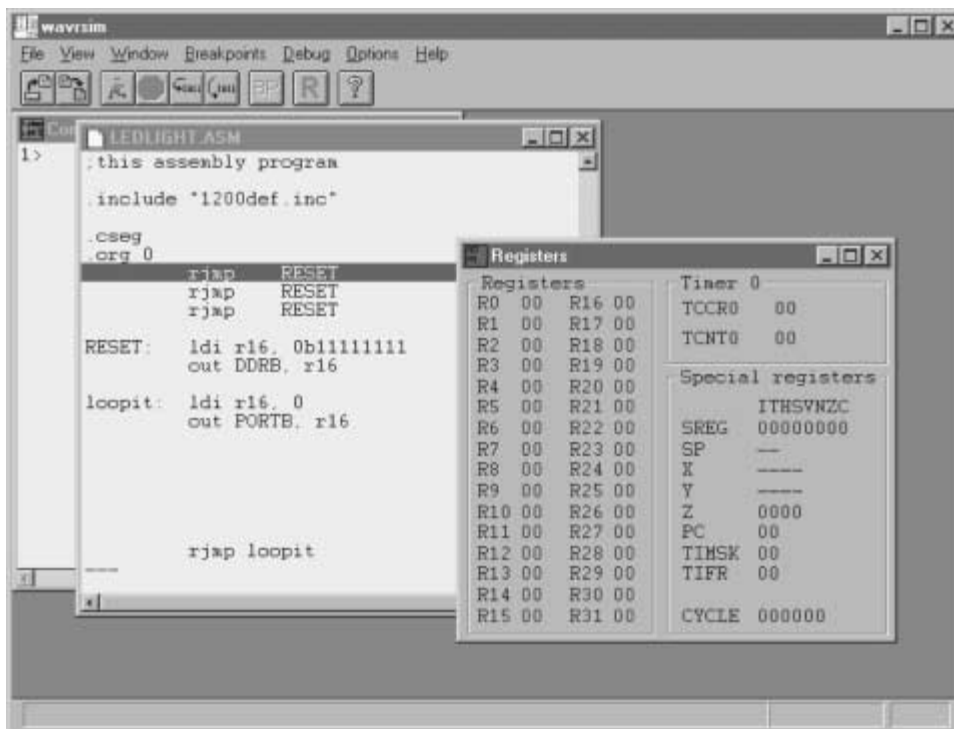 wavrsim
File View Window Breakpoints Debug Options Help
BP R ?
LEDLIGHT.ASM
1>
;this assembly program
.include "1200def.inc"
.cseg
.org 0
rjmp RESET
rjmp RESET
rjmp RESET
RESET: ldi r16, 0b11111111
out DDRB, r16
loopit: ldi r16, 0
out PORTB, r16
rjmp loopit
Registers
Registers
R0 00 R16 00
R1 00 R17 00
R2 00 R18 00
R3 00 R19 00
R4 00 R20 00
R5 00 R21 00
R6 00 R22 00
R7 00 R23 00
R8 00 R24 00
R9 00 R25 00
R10 00 R26 00
R11 00 R27 00
R12 00 R28 00
R13 00 R29 00
R14 00 R30 00
R15 00 R31 00
Timer 0
TCCR0 00
TCNT0 00
Special registers
ITHSVNZC
SREG 00000000
SP --
X ----
Y ----
Z 0000
PC 00
TIMSK 00
TIFR 00
CYCLE 000000